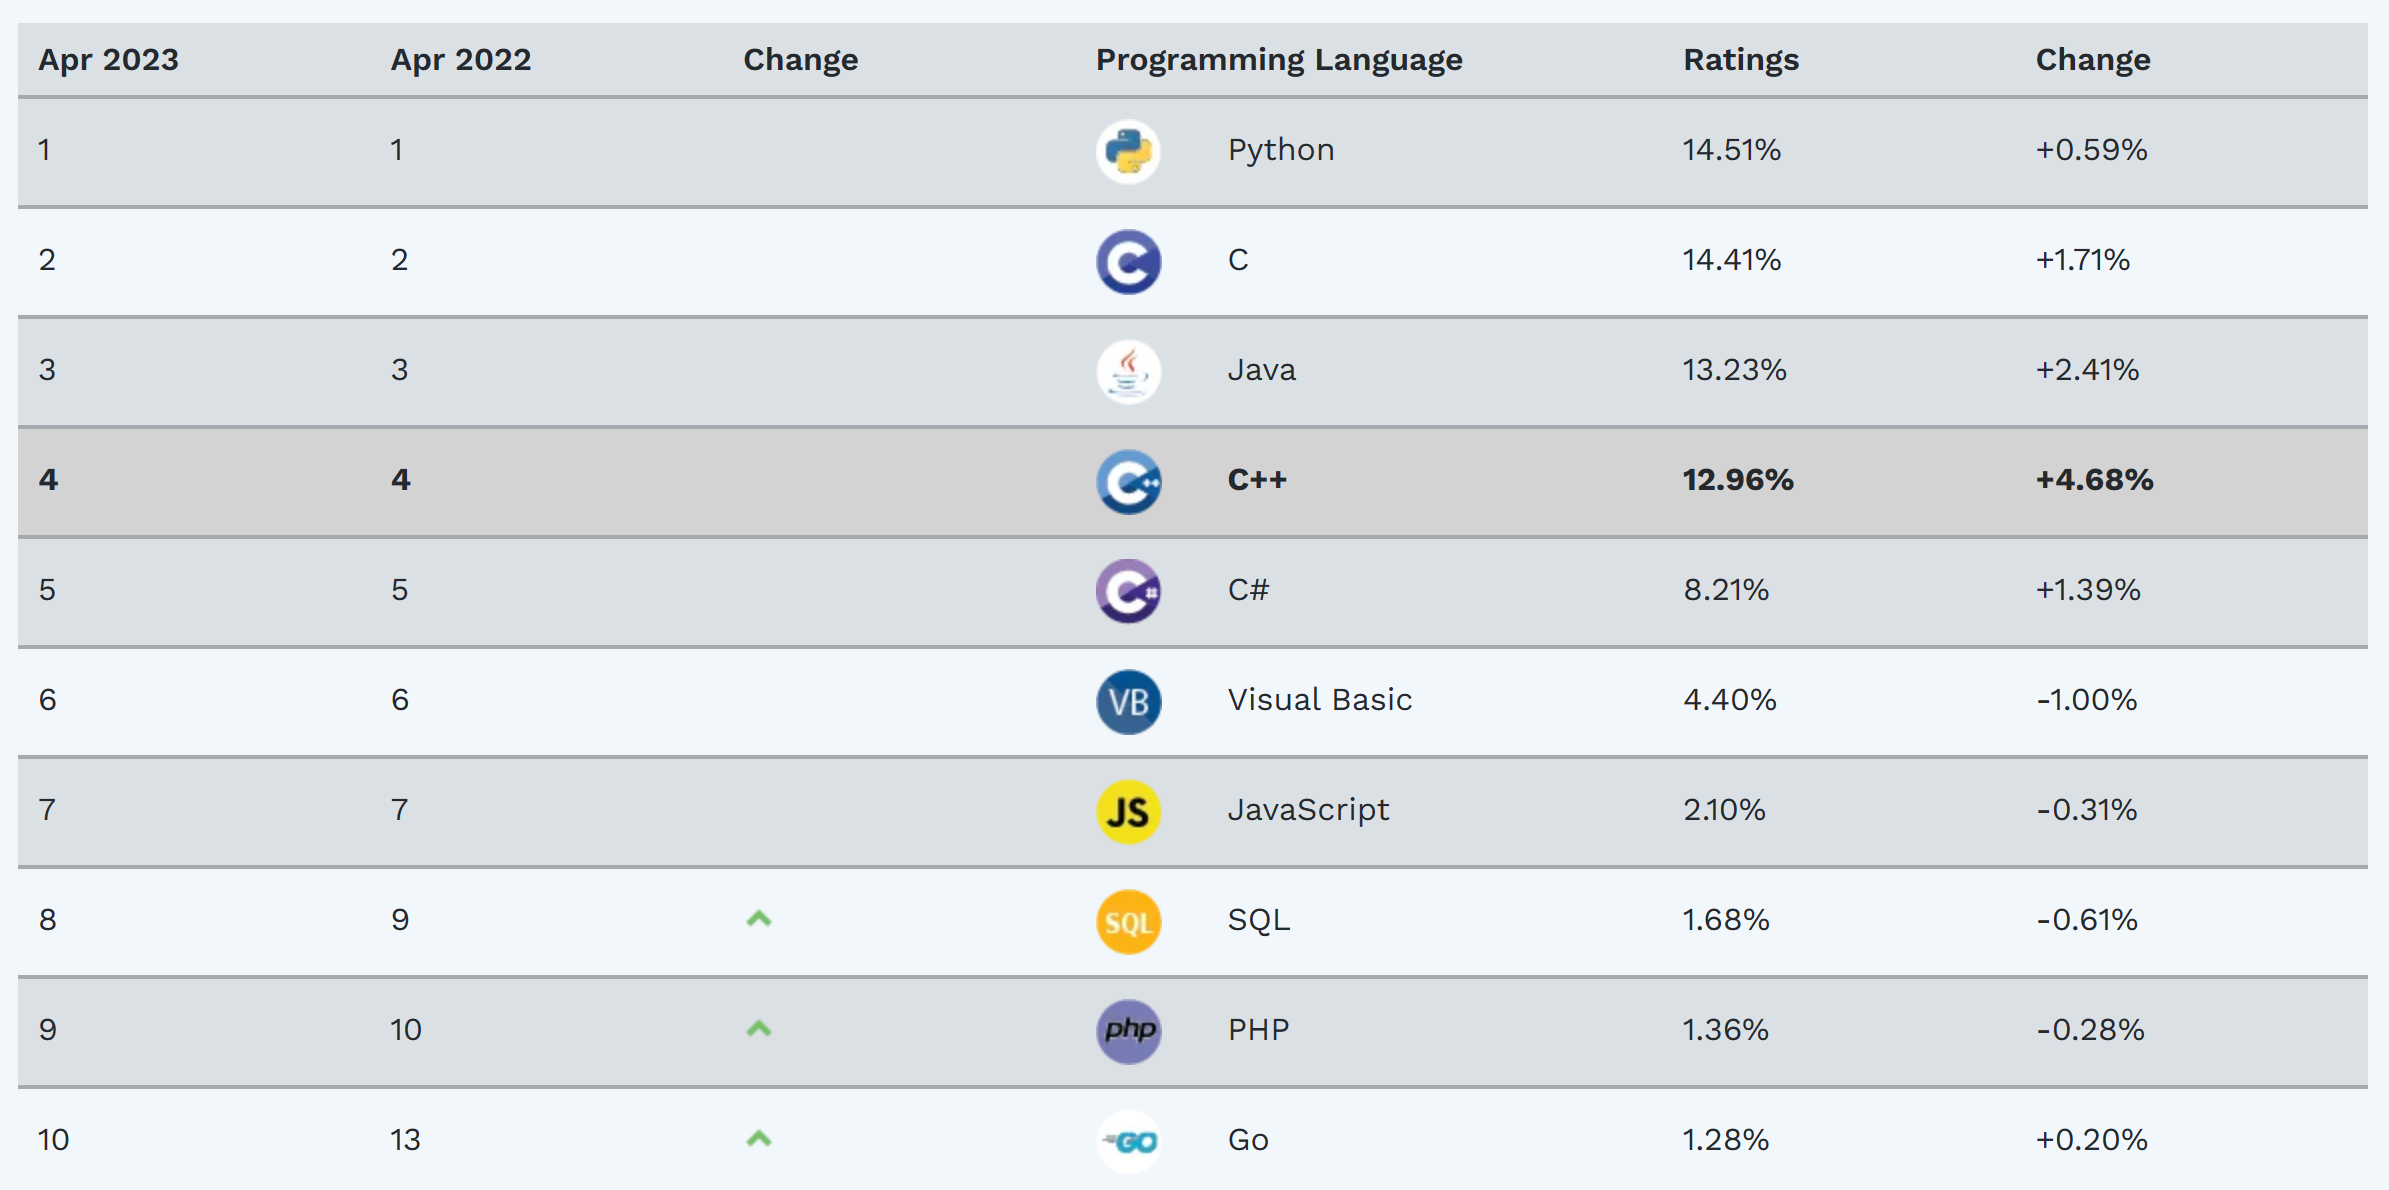 Apr 2023 Apr 2022 Change Programming Language Ratings Change
1 1 Python 14.51% +0.59%
2 2 C C 14.41% +1.71%
3 3 Java 13.23% +2.41%
4 4 C++ C++ 12.96% +4.68%
5 5 C# C# 8.21% +1.39%
6 6 VB Visual Basic 4.40% -1.00%
7 7 JS JavaScript 2.10% -0.31%
8 9 SQL SQL 1.68% -0.61%
9 10 php PHP 1.36% -0.28%
10 13 GO Go 1.28% +0.20%